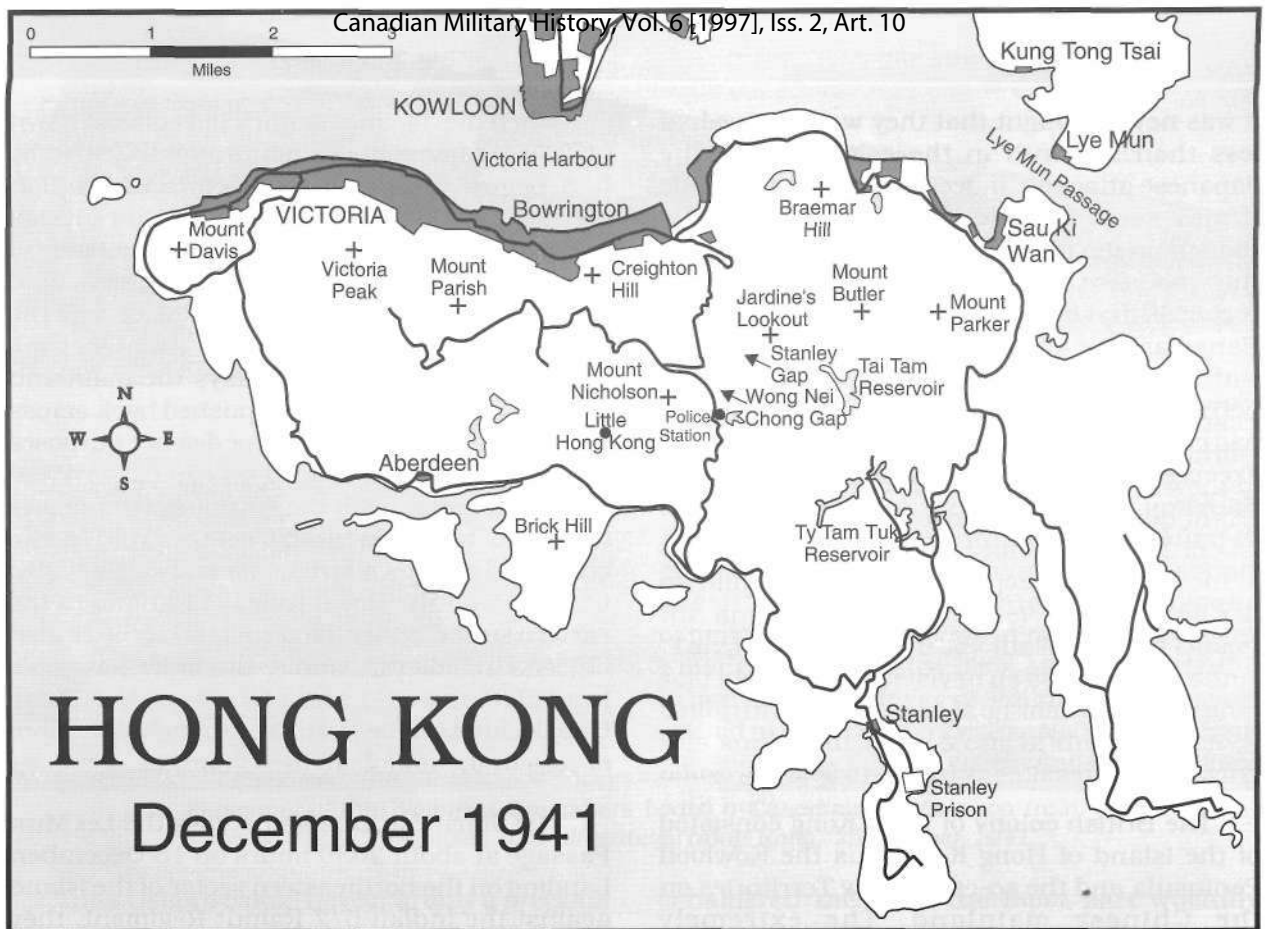 Canadian Military History, Vol. 6 [1997], Iss. 2, Art. 10
0 1 2 3
Miles
Kung Tong Tsai
KOWLOON
Lye Mun
Lye Mun Passage
Victoria Harbour
VICTORIA
Bowrington
Braemar
Hill
Sau Ki
Wan
Mount
Davis
Victoria
Peak
Mount
Parish
Creighton
Hill
Mount
Butler
Jardine's
Lookout
Mount
Parker
Stanley
Gap
Tai Tam
Reservoir
Mount
Nicholson
Wong Nei
Chong Gap
Police
Station
Little
Hong Kong
N
W E
S
Aberdeen
Brick Hill
Ty Tam Tuk
Reservoir
HONG KONG
December 1941
Stanley
Stanley
Prison